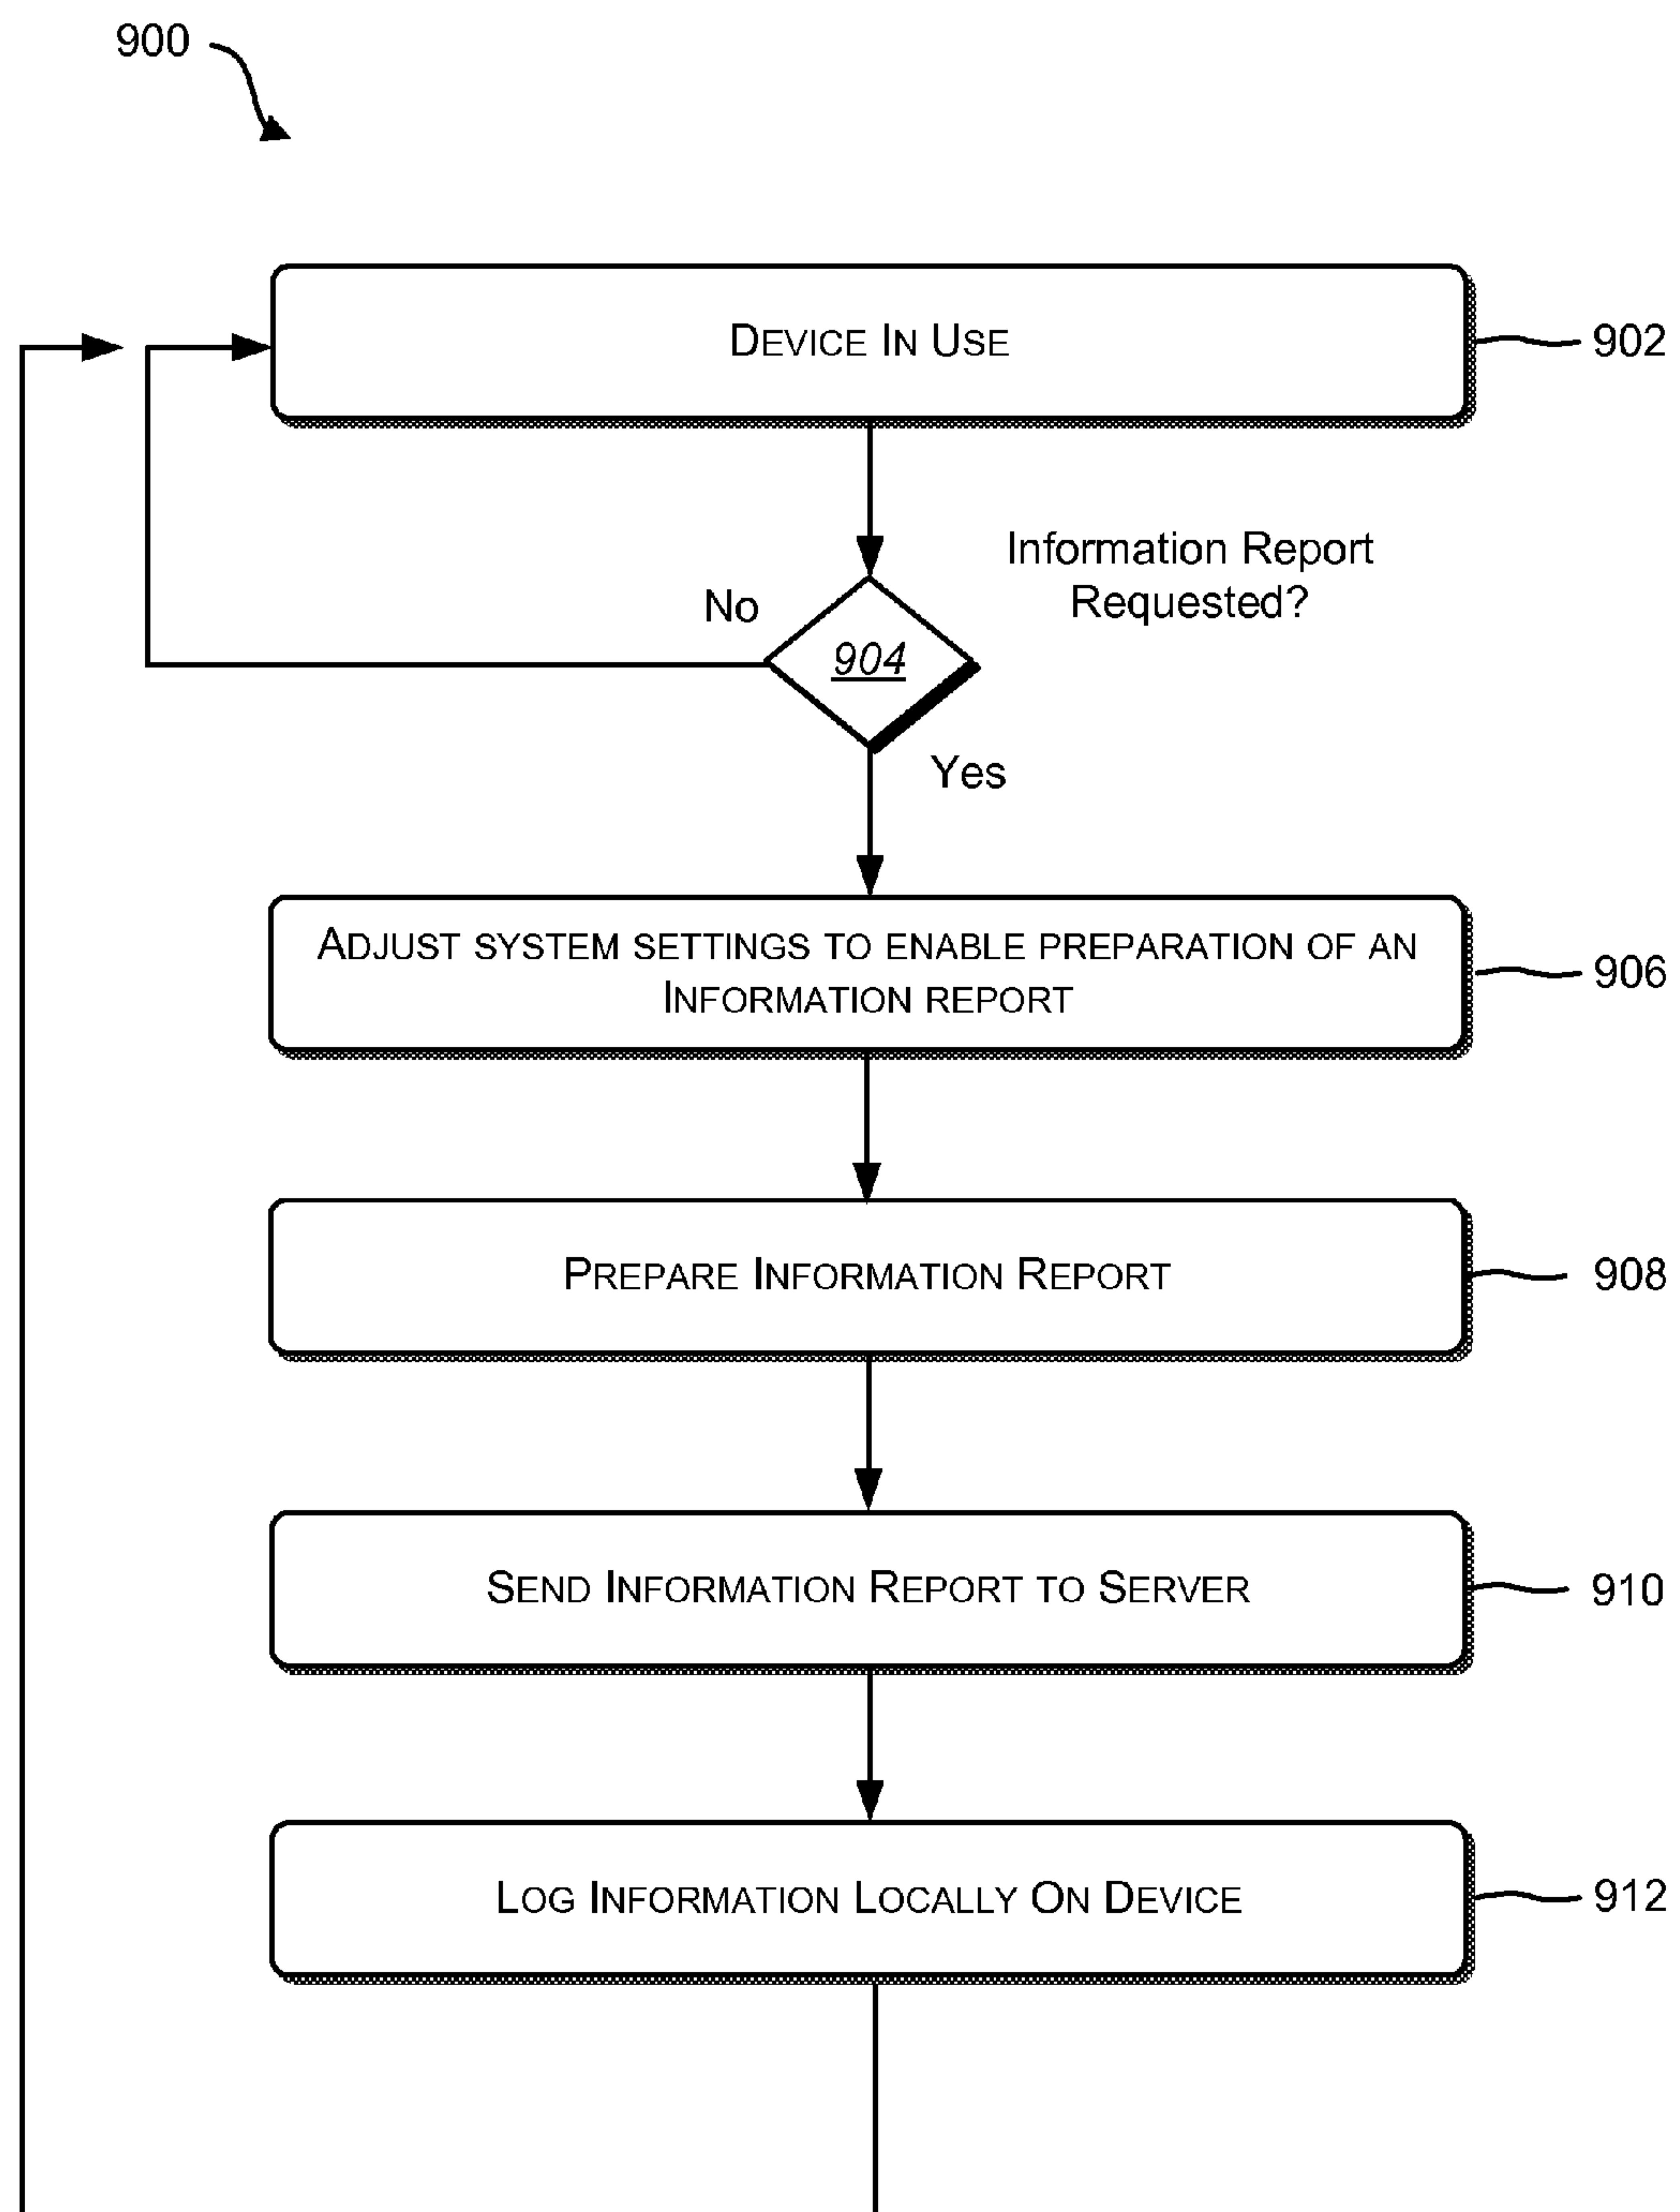 900
DEVICE IN USE
902
Information Report
Requested?
No
904
Yes
ADJUST SYSTEM SETTINGS TO ENABLE PREPARATION OF AN
INFORMATION REPORT
906
PREPARE INFORMATION REPORT
908
SEND INFORMATION REPORT TO SERVER
910
LOG INFORMATION LOCALLY ON DEVICE
912